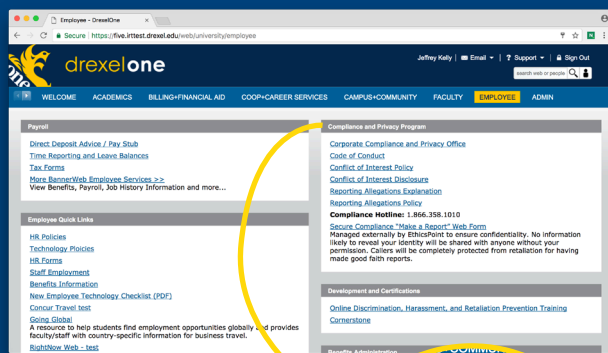 Employee - DrexelOne
Secure | https://five.irttest.drexel.edu/web/university/employee
drexelone
Jeffrey Kelly | Email | ? Support | Sign Out
search web or people
WELCOME ACADEMICS BILLING+FINANCIAL AID COOP+CAREER SERVICES CAMPUS+COMMUNITY FACULTY EMPLOYEE ADMIN
Payroll
Direct Deposit Advice / Pay Stub
Time Reporting and Leave Balances
Tax Forms
More BannerWeb Employee Services >>
View Benefits, Payroll, Job History Information and more...
Employee Quick Links
HR Policies
Technology Ploicies
HR Forms
Staff Employment
Benefits Information
New Employee Technology Checklist (PDF)
Concur Travel test
Going Global
A resource to help students find employment opportunities globally and provides
faculty/staff with country-specific information for business travel.
RightNow Web - test
Compliance and Privacy Program
Corporate Compliance and Privacy Office
Code of Conduct
Conflict of Interest Policy
Conflict of Interest Disclosure
Reporting Allegations Explanation
Reporting Allegations Policy
Compliance Hotline: 1.866.358.1010
Secure Compliance "Make a Report" Web Form
Managed externally by EthicsPoint to ensure confidentiality. No information
likely to reveal your identity will be shared with anyone without your
permission. Callers will be completely protected from retaliation for having
made good faith reports.
Development and Certifications
Online Discrimination, Harassment, and Retaliation Prevention Training
Cornerstone
Benefits Administration